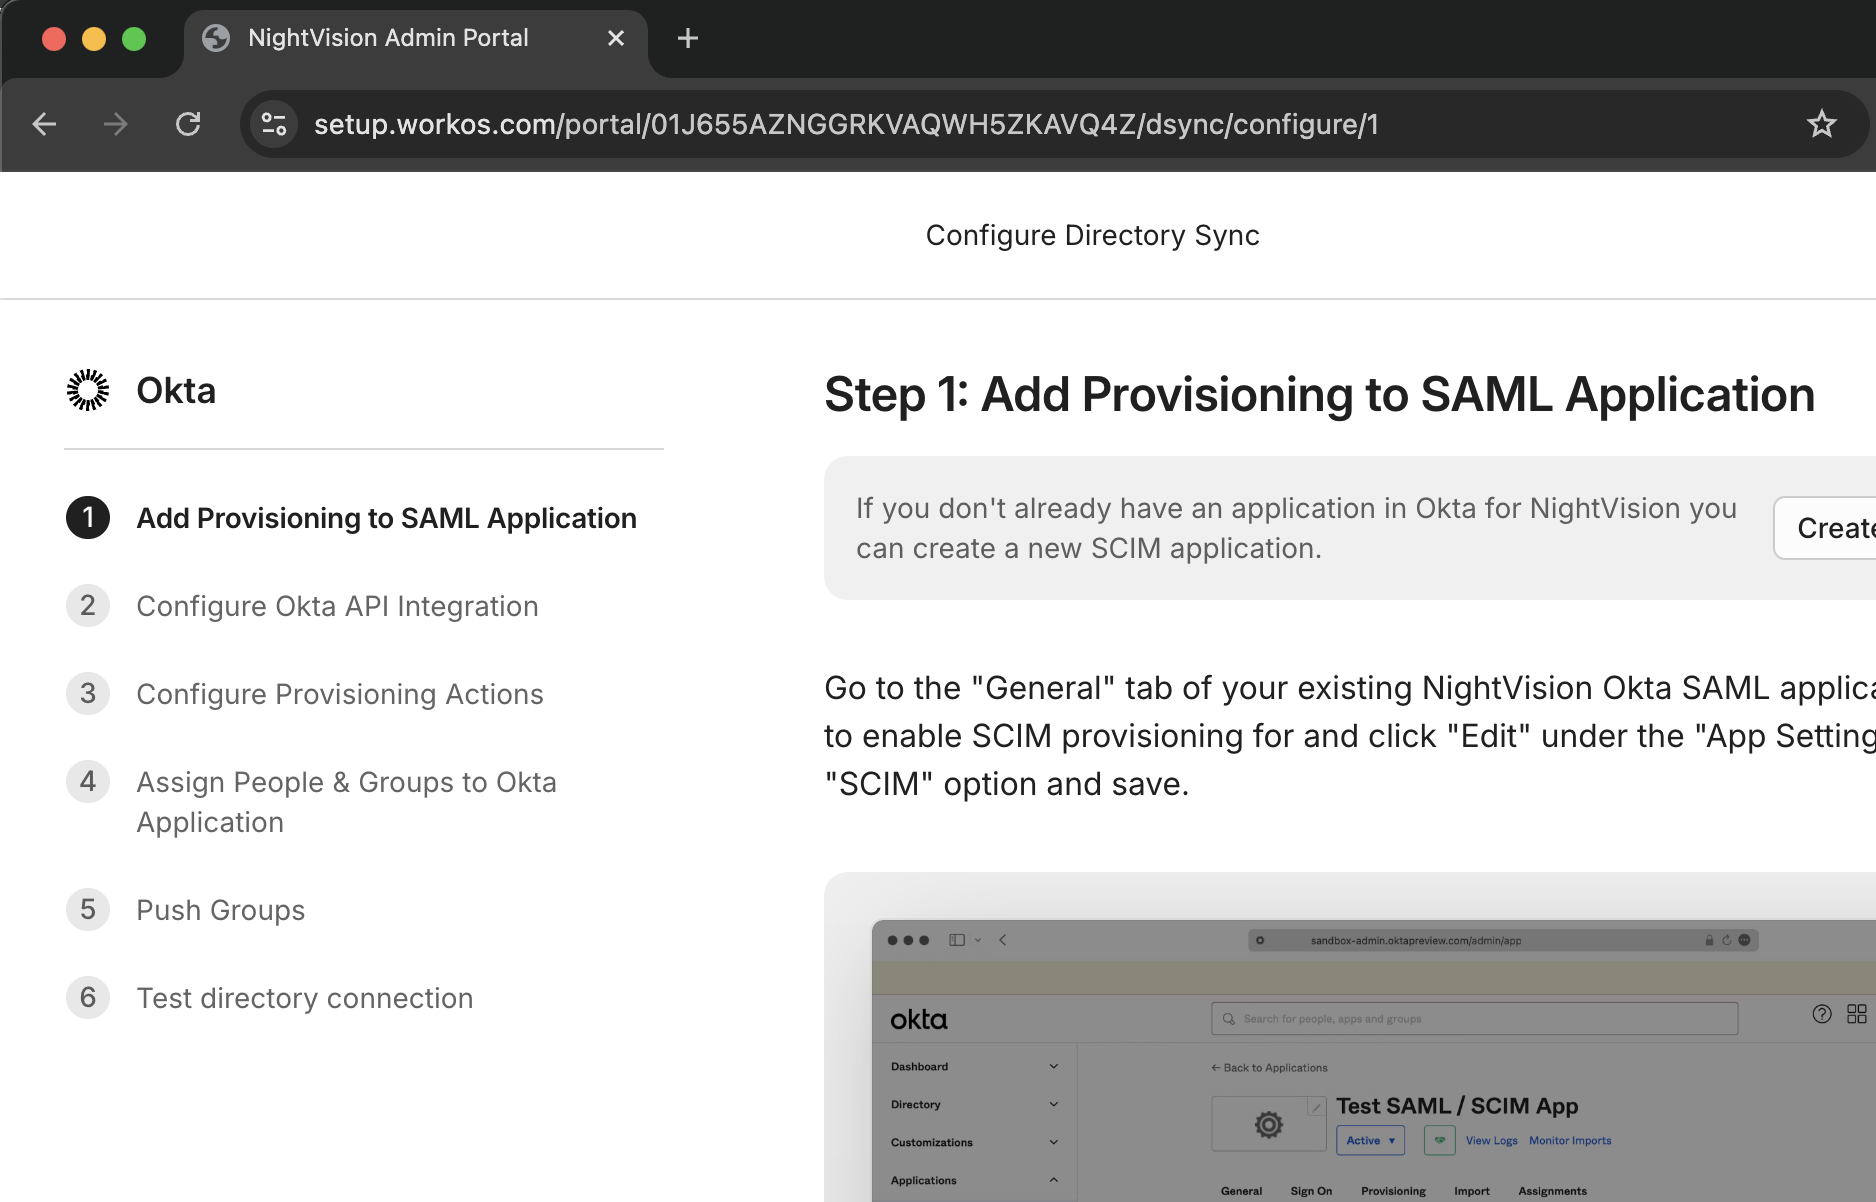 NightVision Admin Portal
setup.workos.com/portal/01J655AZNGGRKVAQWH5ZKAVQ4Z/dsync/configure/1
Configure Directory Sync
Okta
1 Add Provisioning to SAML Application
2 Configure Okta API Integration
3 Configure Provisioning Actions
4 Assign People & Groups to Okta
Application
5 Push Groups
6 Test directory connection
Step 1: Add Provisioning to SAML Application
If you don't already have an application in Okta for NightVision you
can create a new SCIM application.
Create
Go to the "General" tab of your existing NightVision Okta SAML applica
to enable SCIM provisioning for and click "Edit" under the "App Setting
"SCIM" option and save.
sandbox-admin.oktapreview.com/admin/app
okta
Search for people, apps and groups
Dashboard
Directory
Customizations
Applications
← Back to Applications
Test SAML / SCIM App
Active ▼ View Logs Monitor Imports
General Sign On Provisioning Import Assignments